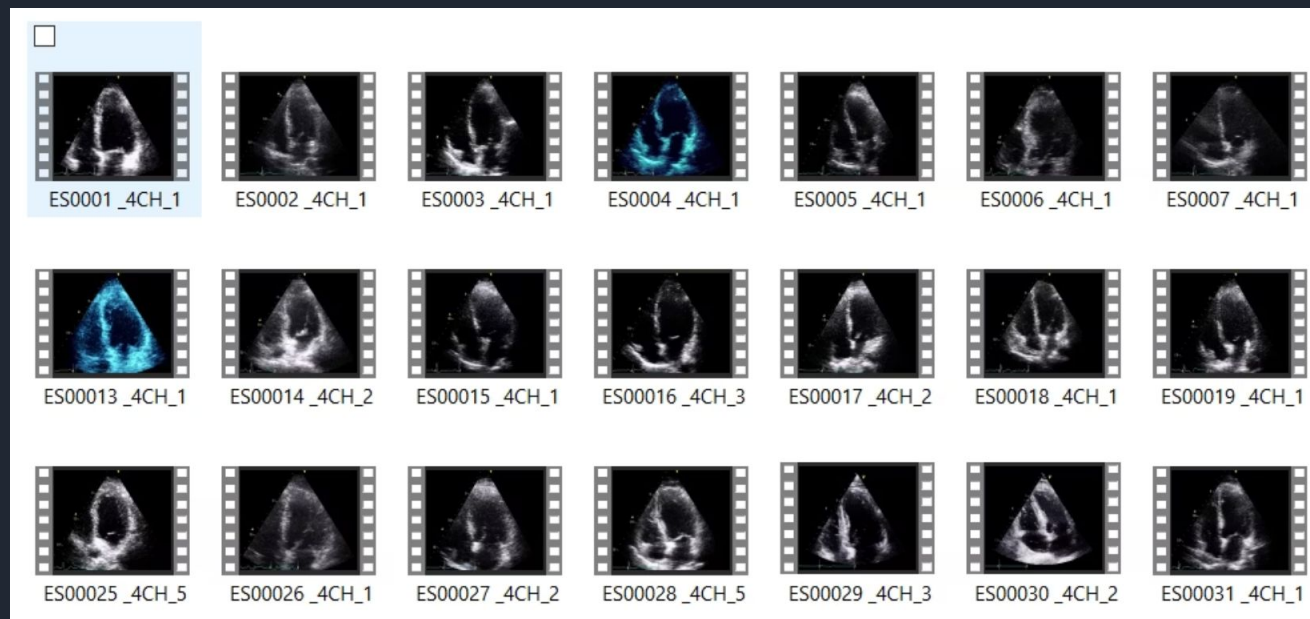 ES0001 _4CH_1
ES0002 _4CH_1
ES0003 _4CH_1
ES0004 _4CH_1
ES0005 _4CH_1
ES0006 _4CH_1
ES0007 _4CH_1
ES00013 _4CH_1
ES00014 _4CH_2
ES00015 _4CH_1
ES00016 _4CH_3
ES00017 _4CH_2
ES00018 _4CH_1
ES00019 _4CH_1
ES00025 _4CH_5
ES00026 _4CH_1
ES00027 _4CH_2
ES00028 _4CH_5
ES00029 _4CH_3
ES00030 _4CH_2
ES00031 _4CH_1